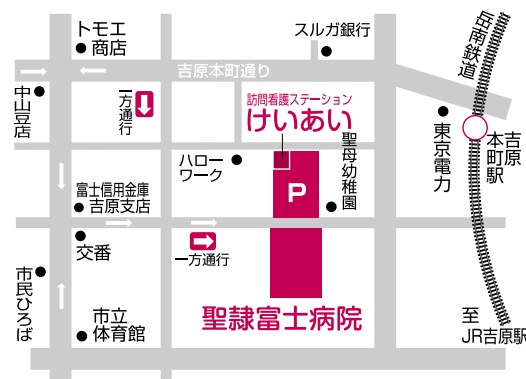 トモエ
商店
スルガ銀行
岳南鉄道
吉原本町通り
中山豆店
一方
通行
訪問看護ステーション
けいあい
東京電力
吉原
本町駅
ハロー
ワーク
聖母幼稚園
P
富士信用金庫
吉原支店
交番
一方通行
市民ひろば
聖隷富士病院
市立
体育館
至
JR吉原駅